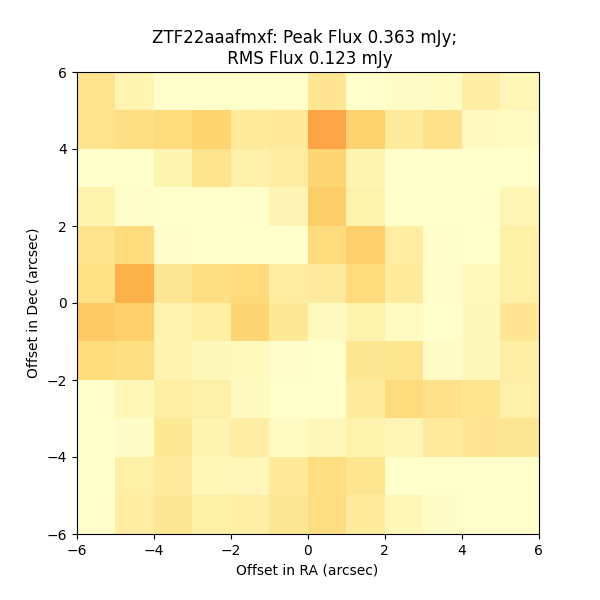 ZTF22aaafmxf: Peak Flux 0.363 mJy;
RMS Flux 0.123 mJy
6
4
2
0
−2
−4
−6
Offset in Dec (arcsec)
−6 −4 −2 0 2 4 6
Offset in RA (arcsec)